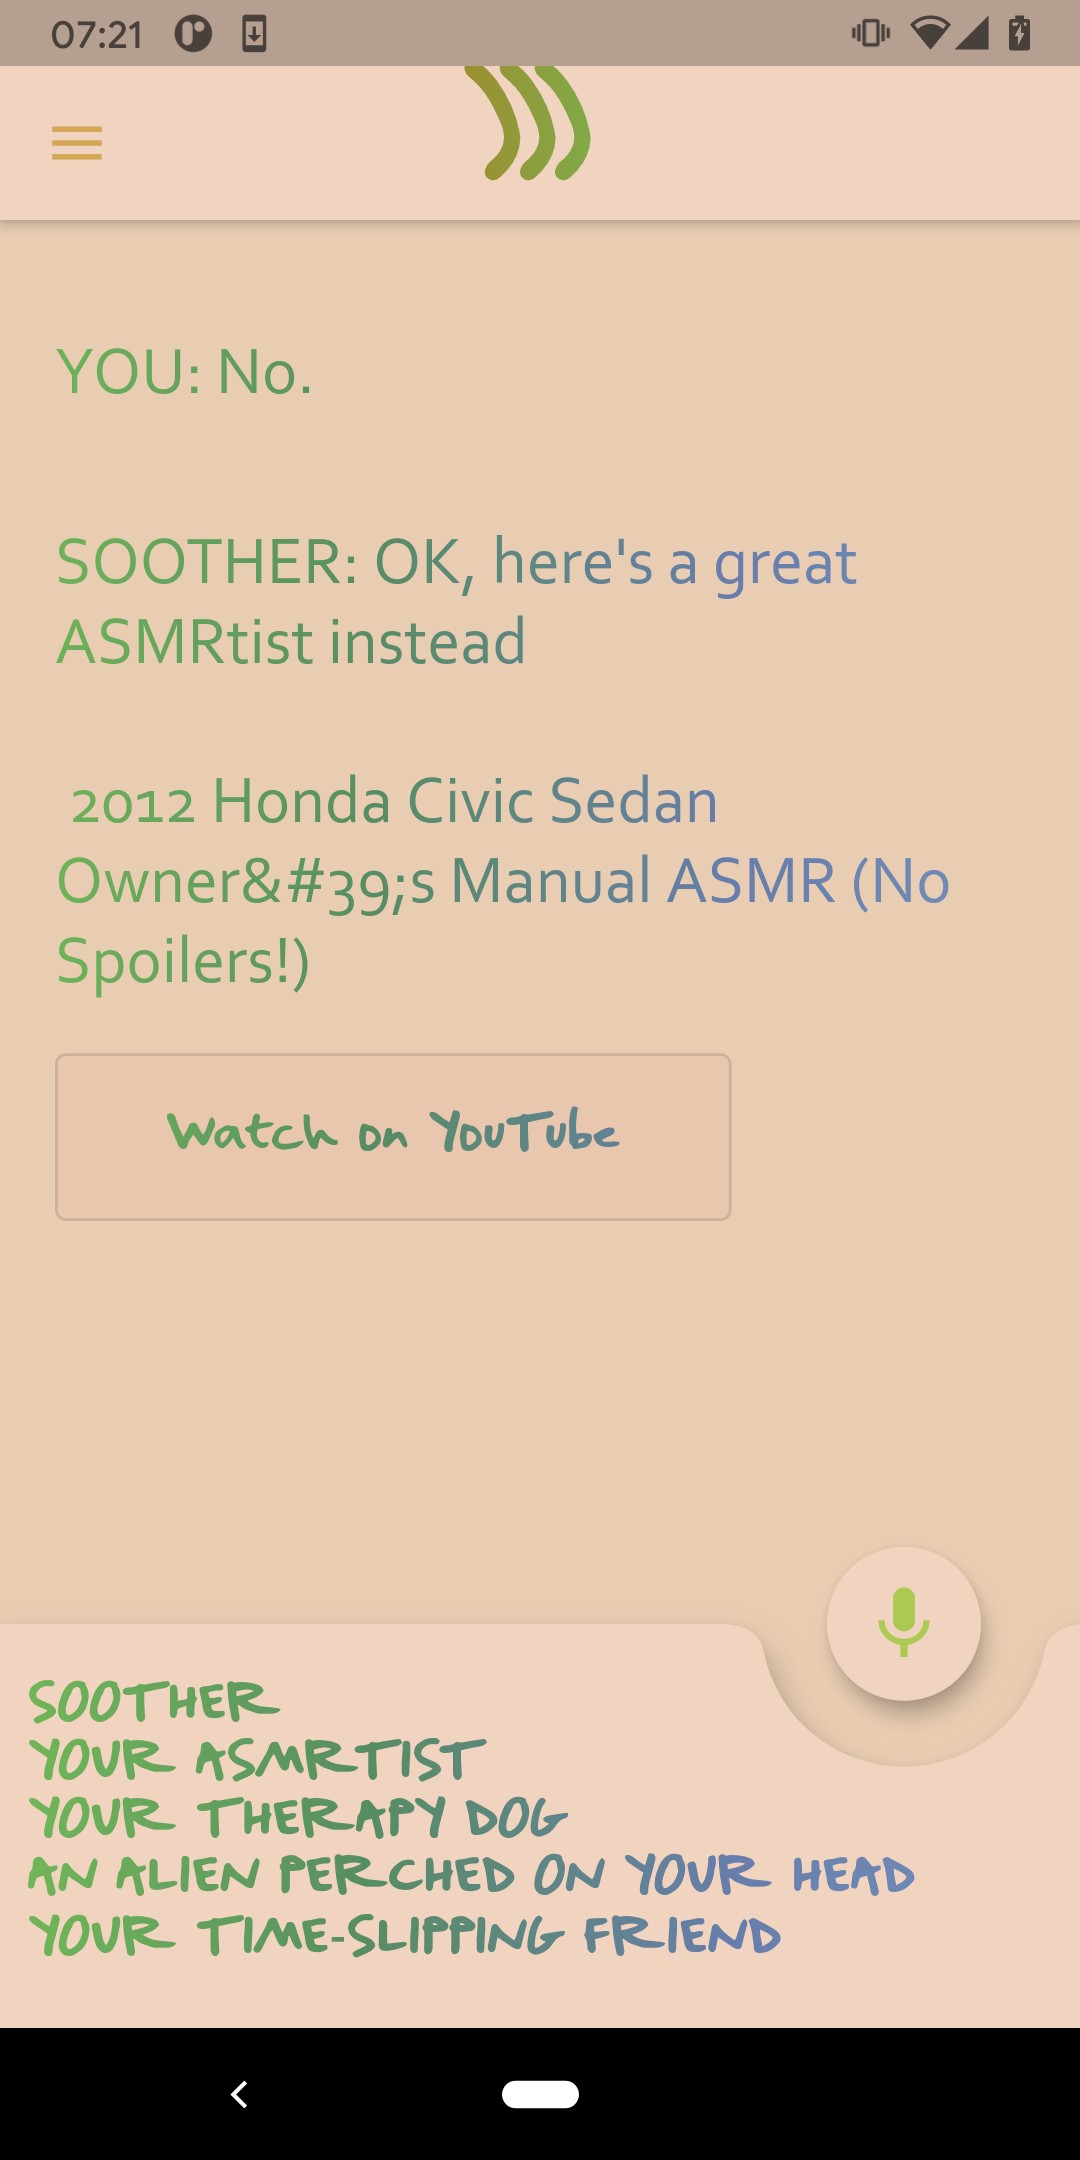 07:21
YOU: No.
SOOTHER: OK, here's a great
ASMRtist instead
2012 Honda Civic Sedan
Owner&#39;s Manual ASMR (No
Spoilers!)
Watch on YouTube
SOOTHER
YOUR ASMRTIST
YOUR THERAPY DOG
AN ALIEN PERCHED ON YOUR HEAD
YOUR TIME-SLIPPING FRIEND